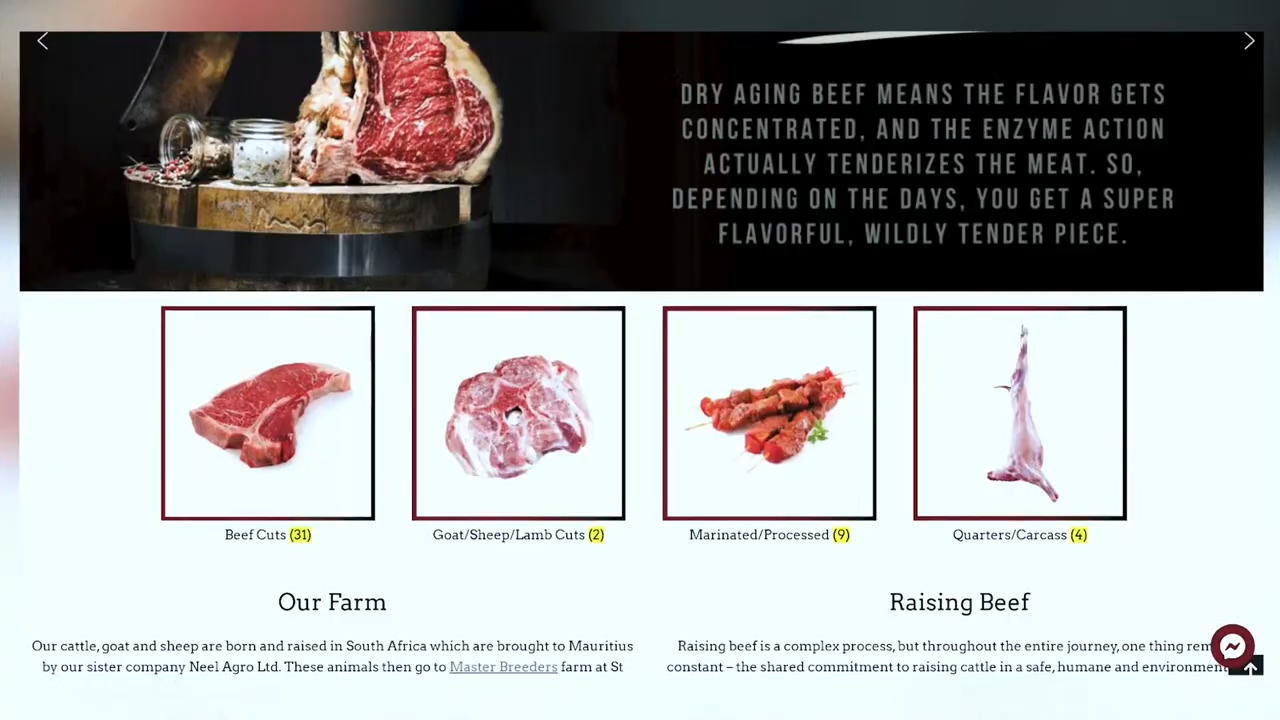 DRY AGING BEEF MEANS THE FLAVOR GETS
CONCENTRATED, AND THE ENZYME ACTION
ACTUALLY TENDERIZES THE MEAT. SO,
DEPENDING ON THE DAYS, YOU GET A SUPER
FLAVORFUL, WILDLY TENDER PIECE.
Beef Cuts (31)
Goat/Sheep/Lamb Cuts (2)
Marinated/Processed (9)
Quarters/Carcass (4)
Our Farm
Our cattle, goat and sheep are born and raised in South Africa which are brought to Mauritius
by our sister company Neel Agro Ltd. These animals then go to Master Breeders farm at St
Raising Beef
Raising beef is a complex process, but throughout the entire journey, one thing rem
constant – the shared commitment to raising cattle in a safe, humane and environment